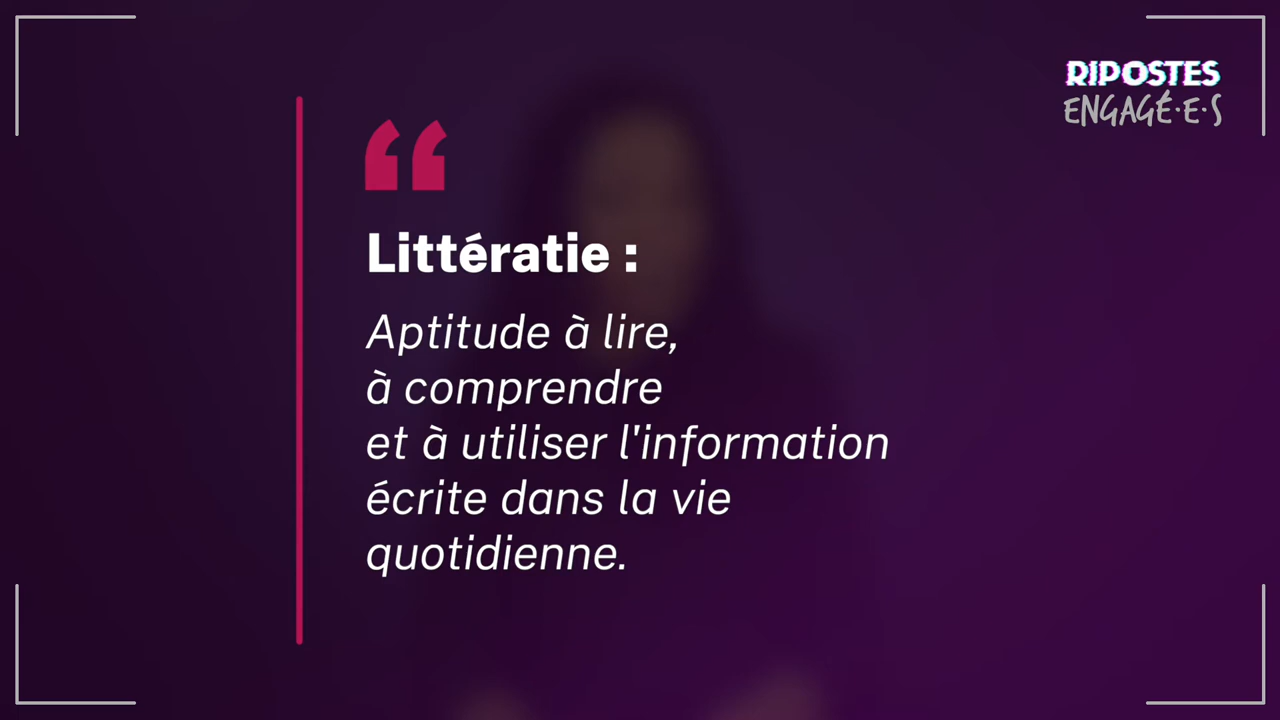 RIPOSTES
ENGAGÉ·E·S
Littératie :
Aptitude à lire,
à comprendre
et à utiliser l'information
écrite dans la vie
quotidienne.